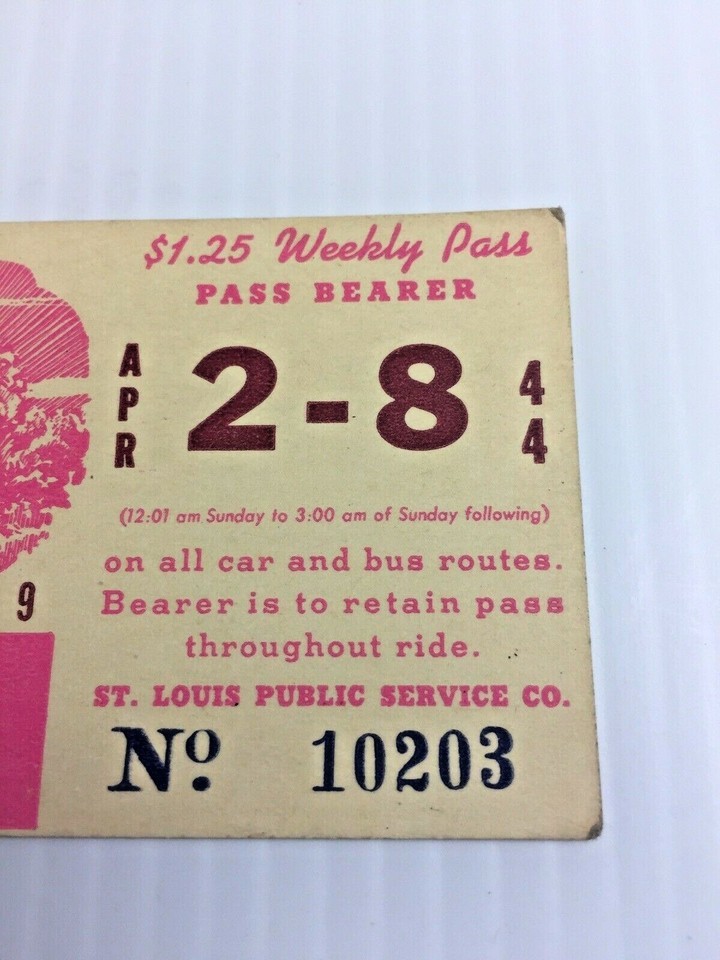 $1.25 Weekly Pass
PASS BEARER
APR 2-8 44
(12:01 am Sunday to 3:00 am of Sunday following)
on all car and bus routes.
9
Bearer is to retain pass
throughout ride.
ST. LOUIS PUBLIC SERVICE CO.
No. 10203